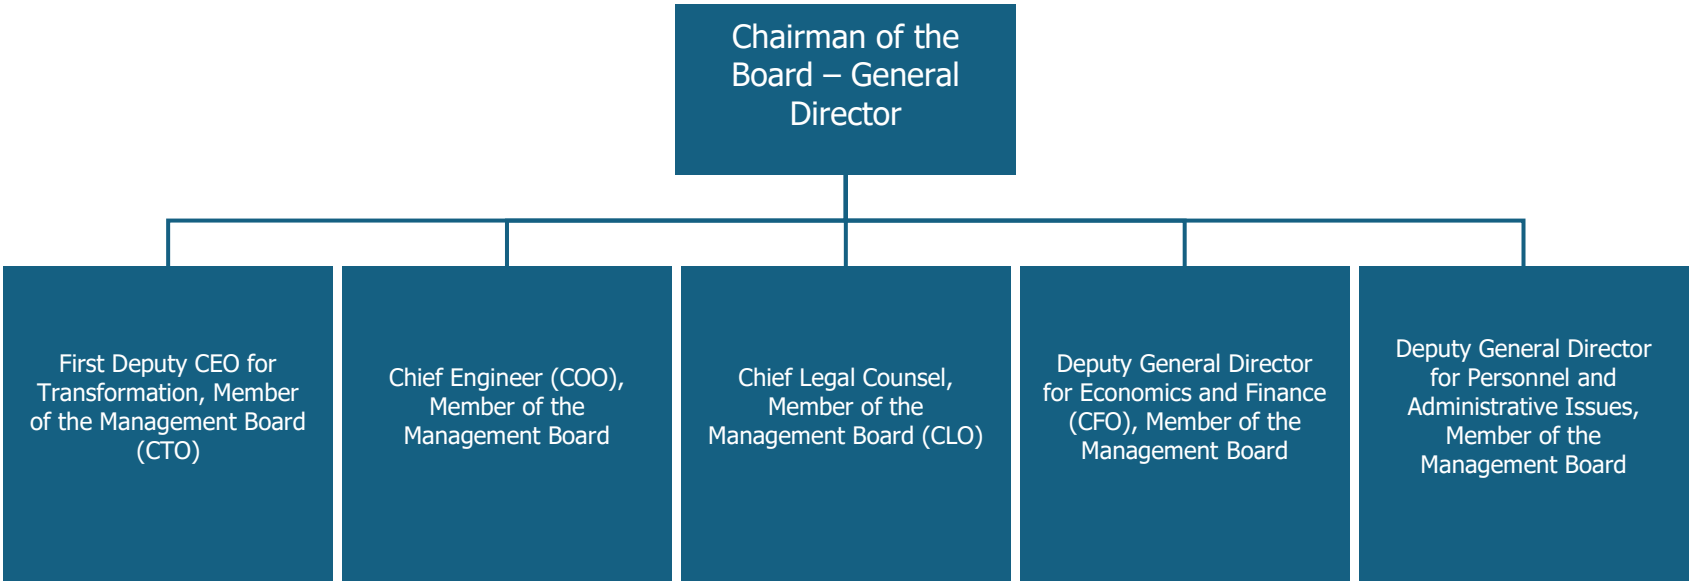 Chairman of the
Board – General
Director
First Deputy CEO for
Transformation, Member
of the Management Board
(CTO)
Chief Engineer (COO),
Member of the
Management Board
Chief Legal Counsel,
Member of the
Management Board (CLO)
Deputy General Director
for Economics and Finance
(CFO), Member of the
Management Board
Deputy General Director
for Personnel and
Administrative Issues,
Member of the
Management Board